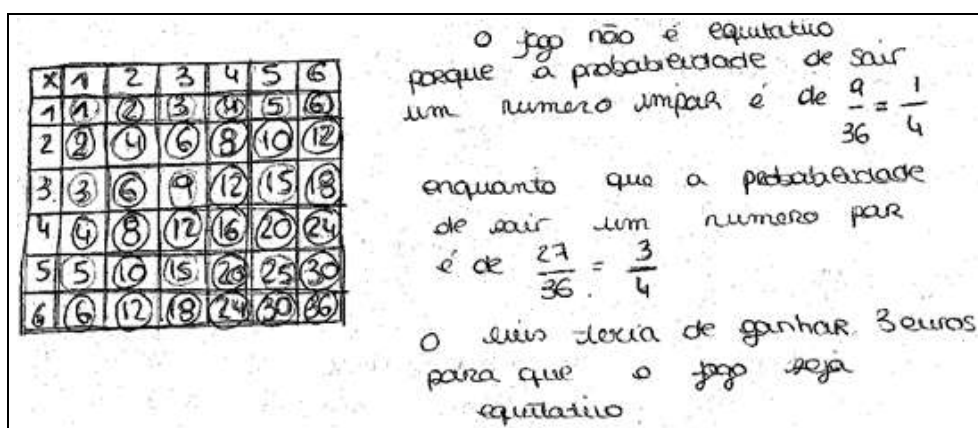 x 1 2 3 4 5 6
1 1 2 3 4 5 6
2 2 4 6 8 10 12
3. 3 6 9 12 15 18
4 4 8 12 16 20 24
5 5 10 15 20 25 30
6 6 12 18 24 30 36
O jogo não é equitativo
porque a probabilidade de sair
um numero impar é de 9/36 = 1/4
enquanto que a probabilidade
de sair um numero par
é de 27/36. = 3/4
O luis teria de ganhar 3 euros
para que o jogo seja
equitativo